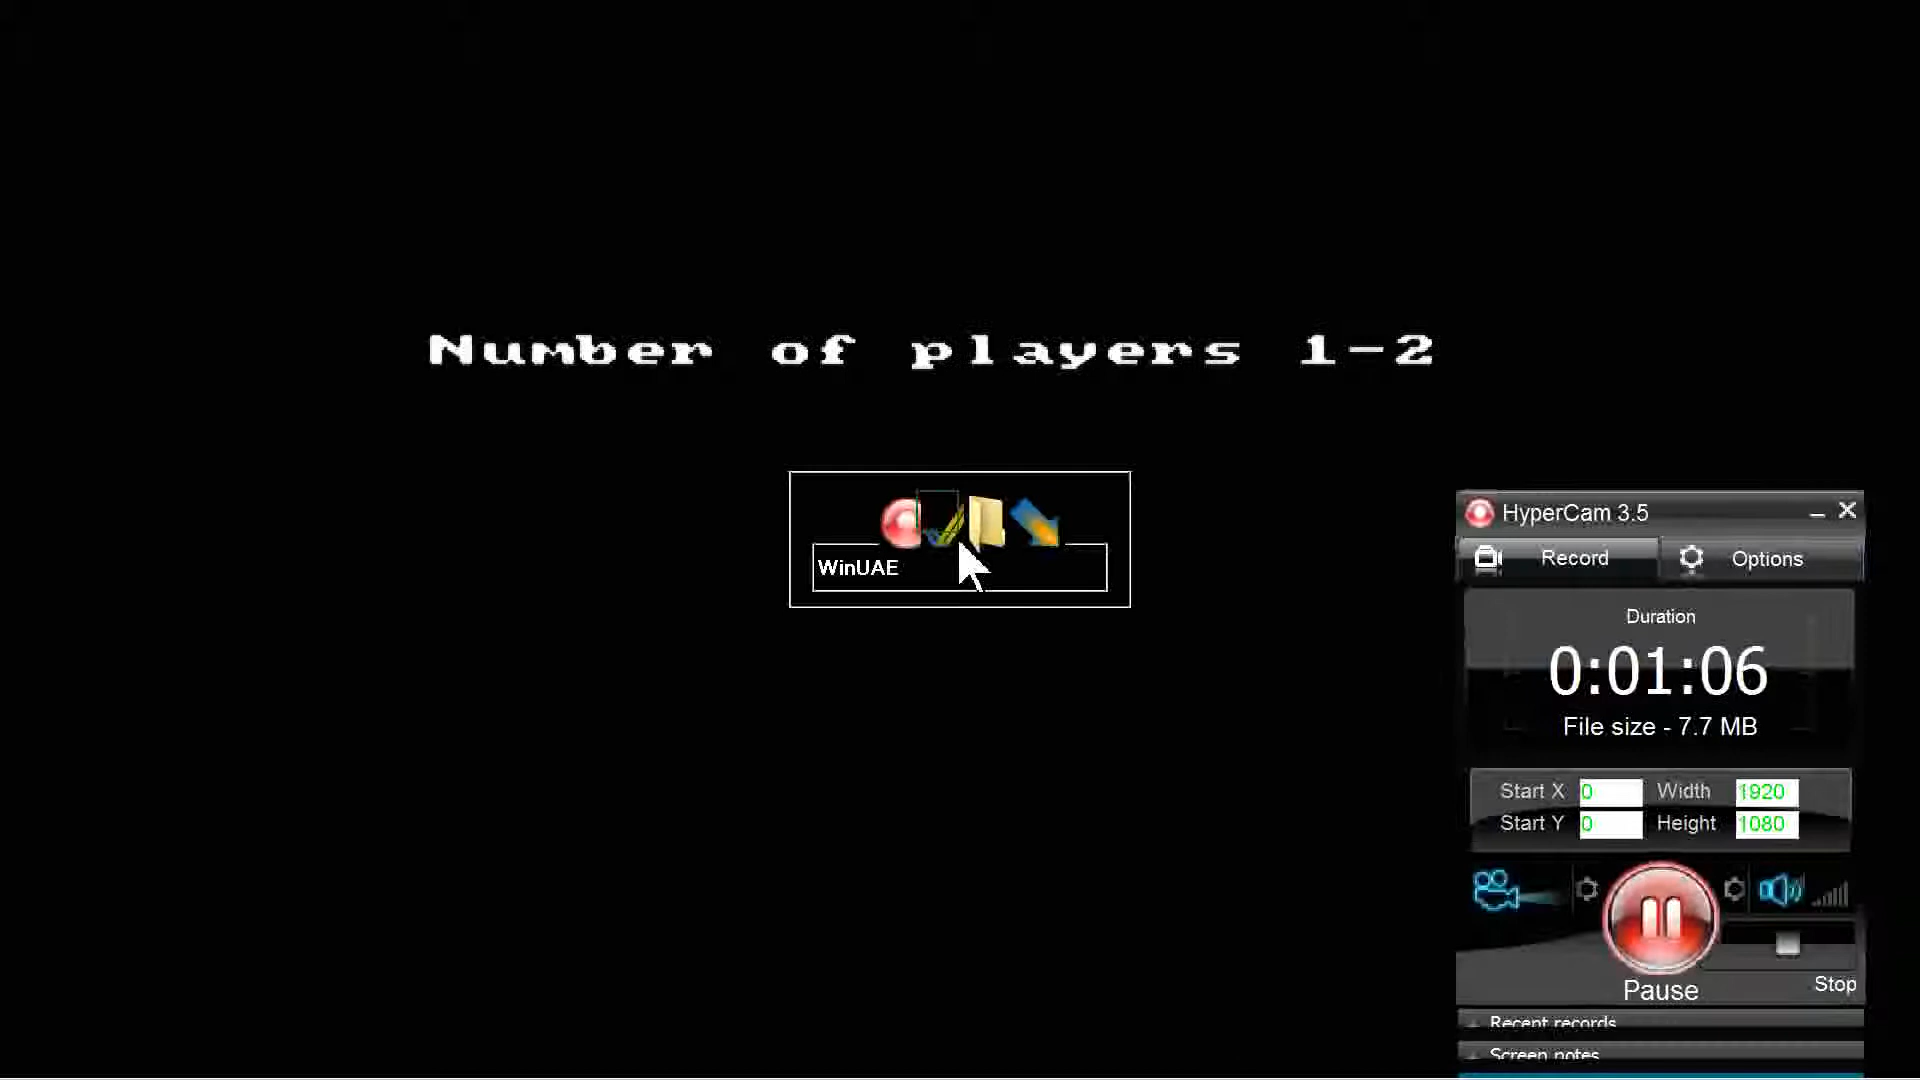 Number of players 1-2
WinUAE
HyperCam 3.5
Record
Options
Duration
0:01:06
File size - 7.7 MB
Start X 0 Width 1920
Start Y 0 Height 1080
Pause
Stop
Recent records
Screen notes